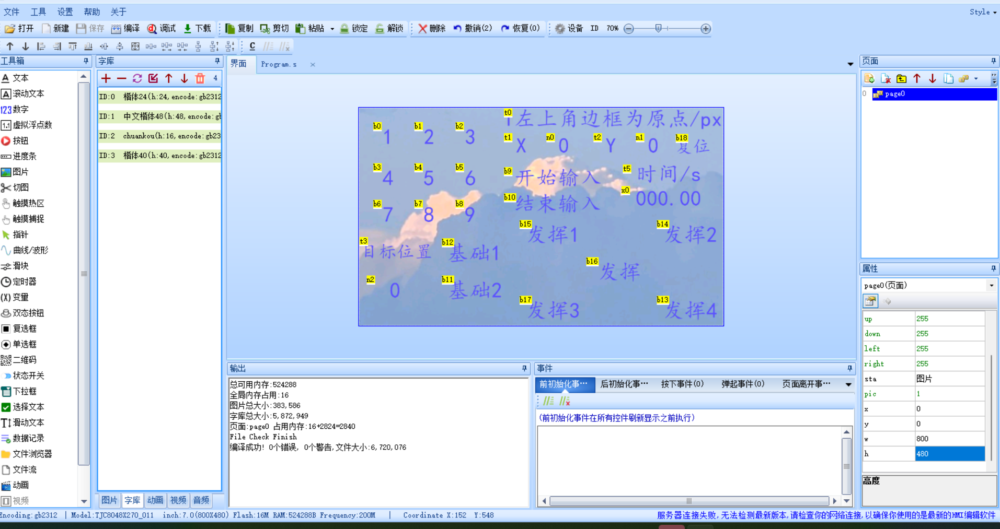 文件 工具 设置 帮助 关于 Style
打开 新建 保存 编译 调试 下载 复制 剪切 粘贴 锁定 解锁 删除 撤销(2) 恢复(0) 设备 ID 70%
C
工具箱
文本
滚动文本
123 数字
虚拟浮点数
按钮
进度条
图片
切图
触摸热区
触摸捕捉
指针
曲线/波形
滑块
定时器
(X) 变量
双态按钮
复选框
单选框
二维码
状态开关
下拉框
选择文本
滑动文本
数据记录
文件浏览器
文件流
动画
视频
字库
4
ID:0 楷体24(h:24,encode:gb2312
ID:1 中文楷体48(h:48,encode:gb
ID:2 chuankou(h:16,encode:gb23
ID:3 楷体40(h:40,encode:gb2312
图片 字库 动画 视频 音频
界面 Program.s
t0 左上角边框为原点/px
b0 1 b1 2 b2 3
t1 X n0 0 t2 Y n1 0 b18 复位
b3 4 b4 5 b5 6
b9 开始输入 t5 时间/s
b6 7 b7 8 b8 9
b10 结束输入 x0 000.00
b15 发挥1 b14 发挥2
t3 目标位置 b12 基础1
b16 发挥
n2 0 b11 基础2
b17 发挥3 b13 发挥4
输出
总可用内存:524288
全局内存占用:16
图片总大小:383,586
字库总大小:5,872,949
页面:page0 占用内存:16+2824=2840
File Check Finish
编译成功! 0个错误, 0个警告,文件大小:6,720,076
事件
前初始化事… 后初始化事… 按下事件(0) 弹起事件(0) 页面离开事…
(前初始化事件在所有控件刷新显示之前执行)
页面
0 page0
属性
page0(页面)
up 255
down 255
left 255
right 255
sta 图片
pic 1
x 0
y 0
w 800
h 480
高度
Encoding:gb2312 | Model:TJC8048X270_011 inch:7.0(800X480) Flash:16M RAM:524288B Frequency:200M | Coordinate X:152 Y:548
服务器连接失败,无法检测最新版本,请检查你的网络连接,以确保你使用的是最新的HMI编辑软件